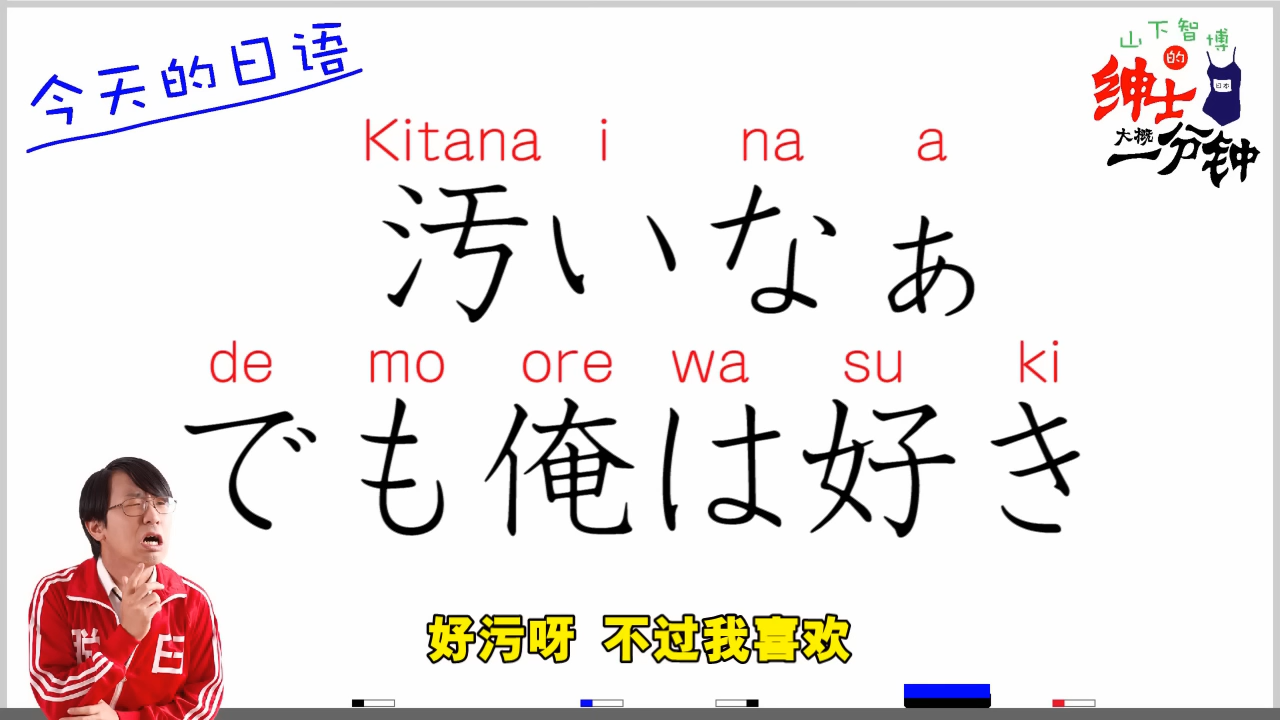 今天的日语
山下智博
的
绅士
日本
大概
一分钟
Kitana i na a
汚いなぁ
de mo ore wa su ki
でも俺は好き
脱 日
好污呀 不过我喜欢